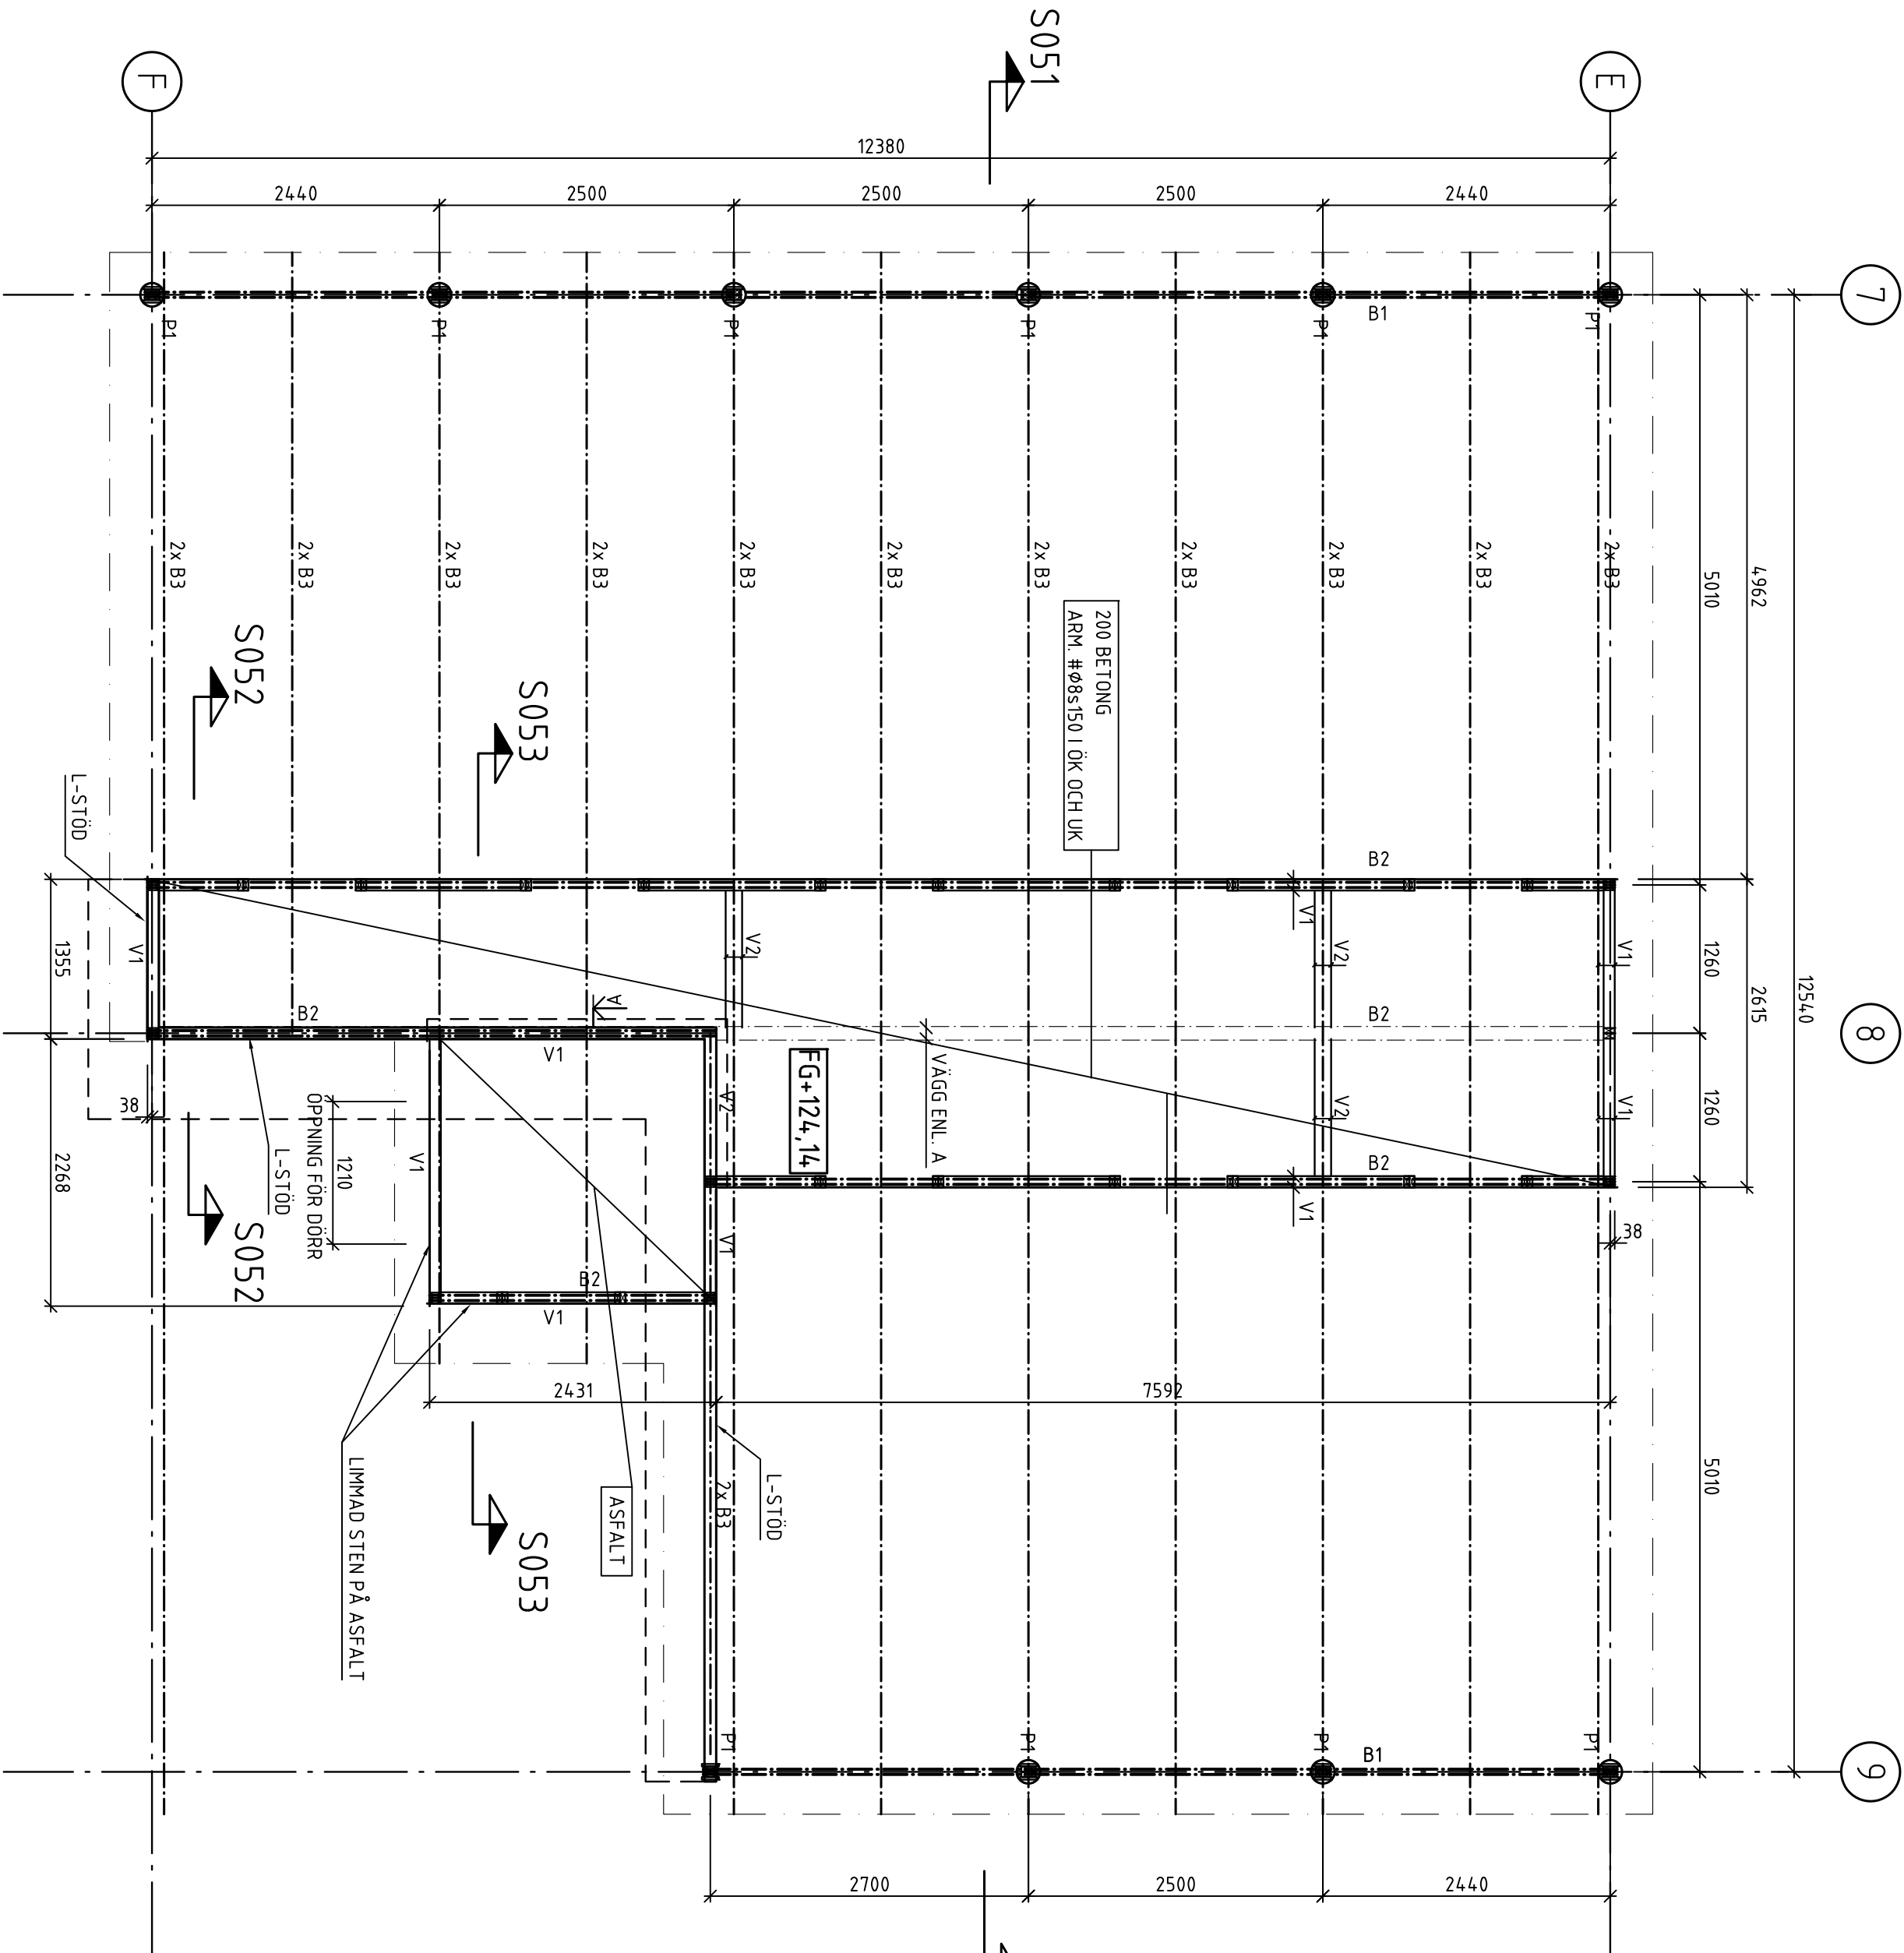 S051
F
E
12380
2440
2500
2500
2500
2440
7
P1
P1
P1
P1
P1
P1
B1
2x B3
2x B3
2x B3
2x B3
2x B3
2x B3
2x B3
2x B3
2x B3
2x B3
2x B3
5010
4962
200 BETONG
ARM. #Ø8s150 I ÖK OCH UK
S052
S053
L-STÖD
B2
V1
V2
V2
V1
V1
1355
1260
2615
12540
8
B2
A
B2
V1
FG+124,14
VÄGG ENL. A
V2
V2
V1
1260
38
ÖPPNING FÖR DÖRR
1210
L-STÖD
V1
2268
B2
V1
V1
38
S052
B2
V1
2431
7592
L-STÖD
2x B3
ASFALT
LIMMAD STEN PÅ ASFALT
S053
5010
P1
P1
P1
P1
B1
9
2700
2500
2440